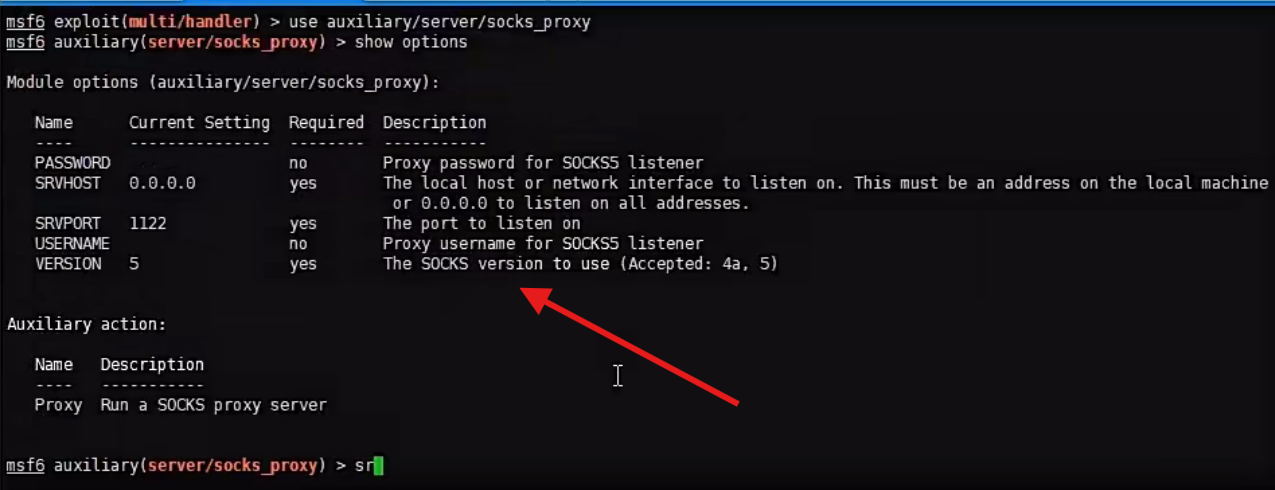 msf6 exploit(multi/handler) > use auxiliary/server/socks_proxy
msf6 auxiliary(server/socks_proxy) > show options
Module options (auxiliary/server/socks_proxy):
Name Current Setting Required Description
---- --------------- -------- -----------
PASSWORD no Proxy password for SOCKS5 listener
SRVHOST 0.0.0.0 yes The local host or network interface to listen on. This must be an address on the local machine
or 0.0.0.0 to listen on all addresses.
SRVPORT 1122 yes The port to listen on
USERNAME no Proxy username for SOCKS5 listener
VERSION 5 yes The SOCKS version to use (Accepted: 4a, 5)
Auxiliary action:
Name Description
---- -----------
Proxy Run a SOCKS proxy server
msf6 auxiliary(server/socks_proxy) > sr